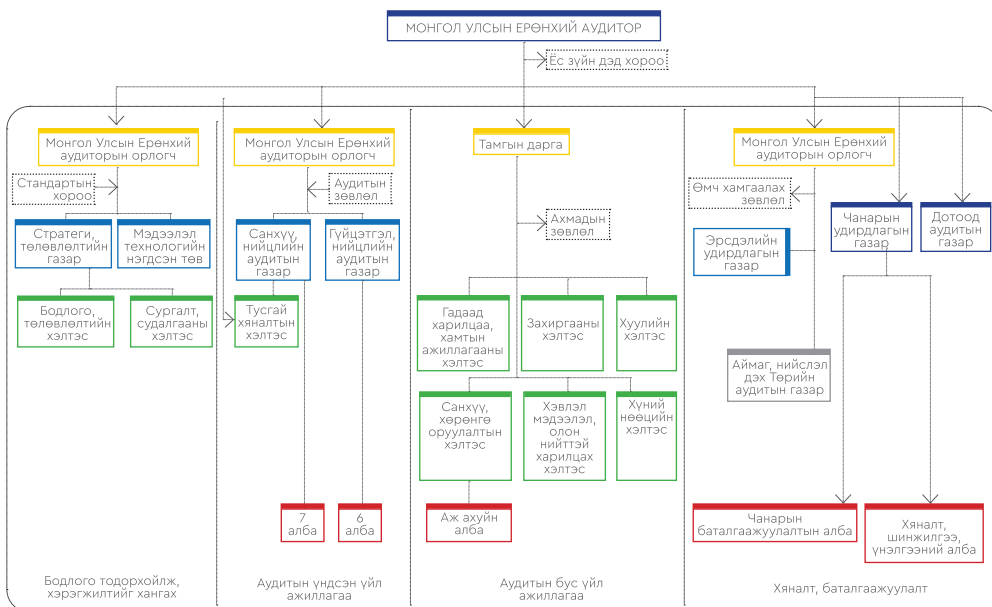 МОНГОЛ УЛСЫН ЕРӨНХИЙ АУДИТОР
Ёс зүйн дэд хороо
Монгол Улсын Ерөнхий
аудиторын орлогч
Стандартын
хороо
Стратеги,
төлөвлөлтийн
газар
Мэдээлэл
технологийн
нэгдсэн төв
Бодлого,
төлөвлөлтийн
хэлтэс
Сургалт,
судалгааны
хэлтэс
Бодлого тодорхойлж,
хэрэгжилтийг хангах
Монгол Улсын Ерөнхий
аудиторын орлогч
Аудитын
зөвлөл
Санхүү,
нийцлийн
аудитын
газар
Гүйцэтгэл,
нийцлийн
аудитын
газар
Тусгай
хяналтын
хэлтэс
7
алба
6
алба
Аудитын үндсэн үйл
ажиллагаа
Тамгын дарга
Ахмадын
зөвлөл
Гадаад
харилцаа,
хамтын
ажиллагааны
хэлтэс
Захиргааны
хэлтэс
Хуулийн
хэлтэс
Санхүү,
хөрөнгө
оруулалтын
хэлтэс
Хэвлэл
мэдээлэл,
олон
нийттэй
харилцах
хэлтэс
Хүний
нөөцийн
хэлтэс
Аж ахуйн
алба
Аудитын бус үйл
ажиллагаа
Монгол Улсын Ерөнхий
аудиторын орлогч
Өмч хамгаалах
зөвлөл
Чанарын
удирдлагын
газар
Дотоод
аудитын
газар
Эрсдэлийн
удирдлагын
газар
Аймаг, нийслэл
дэх Төрийн
аудитын газар
Чанарын
баталгаажуулалтын алба
Хяналт,
шинжилгээ,
үнэлгээний алба
Хяналт, баталгаажуулалт